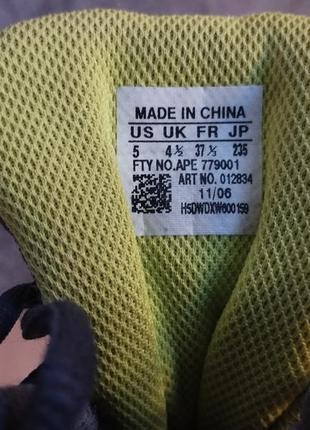 MADE IN CHINA
US UK FR JP
5 4½ 37⅓ 235
FTY NO.APE 779001
ART NO. 012834
11/06
H5DWDXW600159